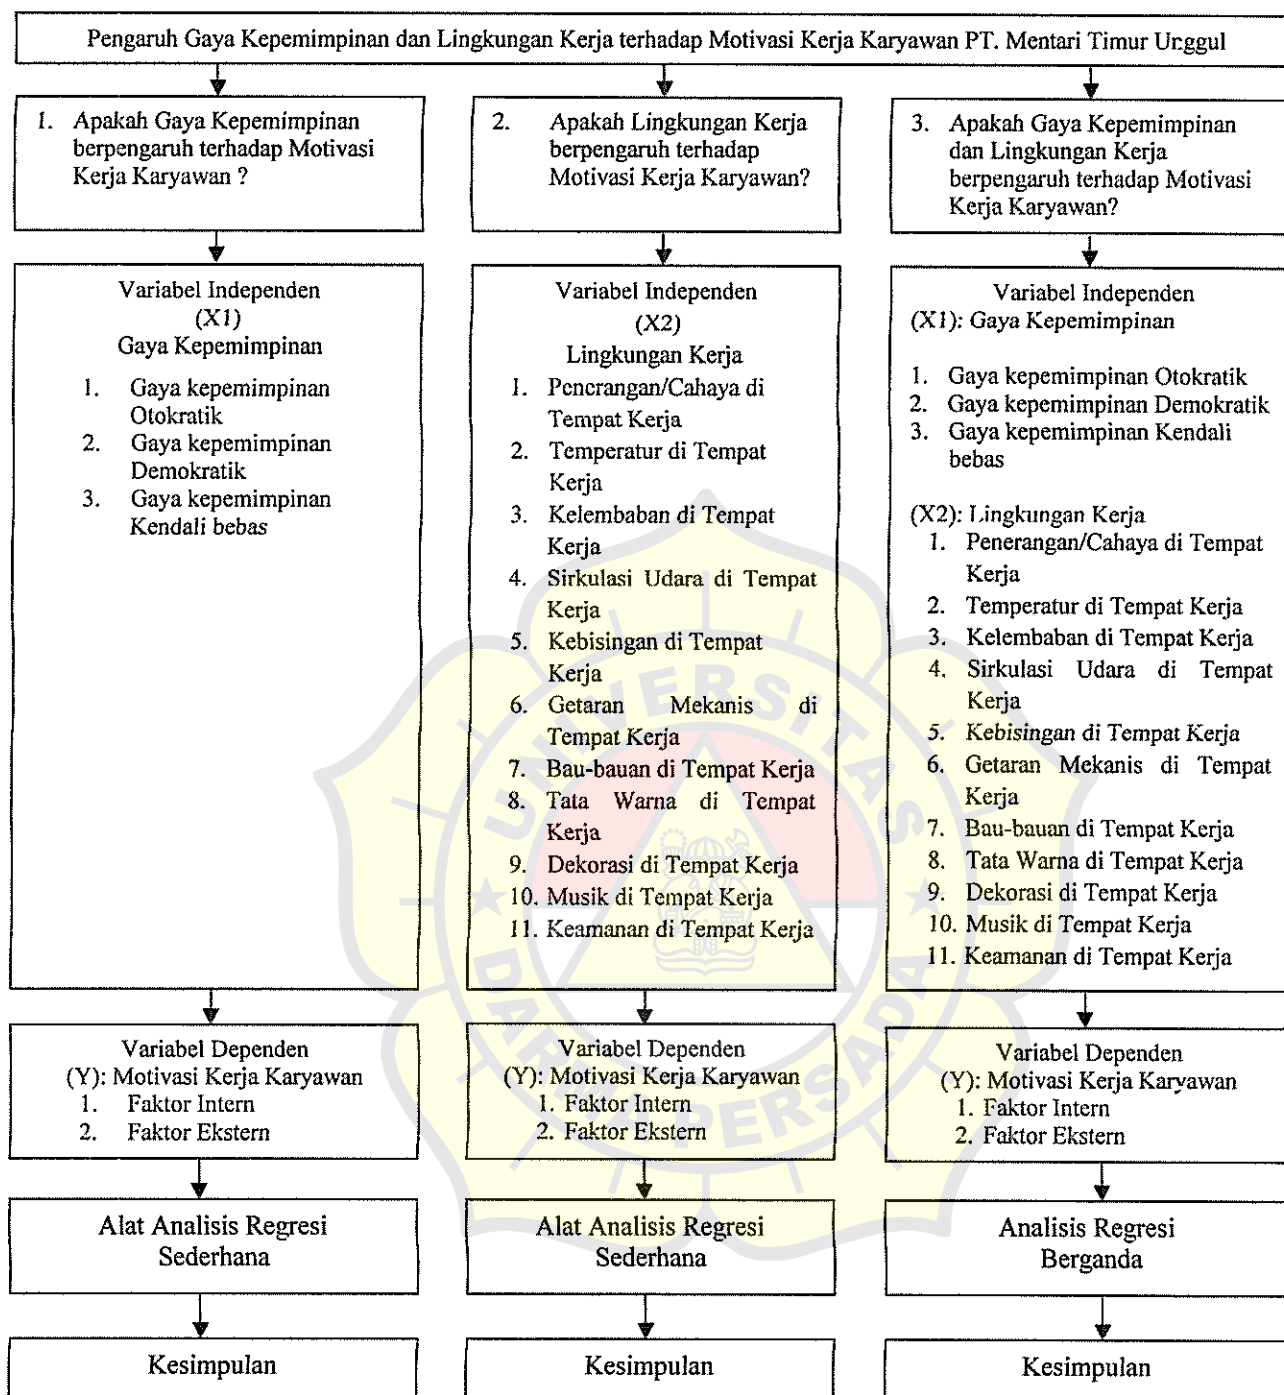 Pengaruh Gaya Kepemimpinan dan Lingkungan Kerja terhadap Motivasi Kerja Karyawan PT. Mentari Timur Unggul
1. Apakah Gaya Kepemimpinan
berpengaruh terhadap Motivasi
Kerja Karyawan ?
2. Apakah Lingkungan Kerja
berpengaruh terhadap
Motivasi Kerja Karyawan?
3. Apakah Gaya Kepemimpinan
dan Lingkungan Kerja
berpengaruh terhadap Motivasi
Kerja Karyawan?
Variabel Independen
(X1)
Gaya Kepemimpinan
1. Gaya kepemimpinan
Otokratik
2. Gaya kepemimpinan
Demokratik
3. Gaya kepemimpinan
Kendali bebas
Variabel Independen
(X2)
Lingkungan Kerja
1. Penerangan/Cahaya di
Tempat Kerja
2. Temperatur di Tempat
Kerja
3. Kelembaban di Tempat
Kerja
4. Sirkulasi Udara di Tempat
Kerja
5. Kebisingan di Tempat
Kerja
6. Getaran Mekanis di
Tempat Kerja
7. Bau-bauan di Tempat Kerja
8. Tata Warna di Tempat
Kerja
9. Dekorasi di Tempat Kerja
10. Musik di Tempat Kerja
11. Keamanan di Tempat Kerja
Variabel Independen
(X1): Gaya Kepemimpinan
1. Gaya kepemimpinan Otokratik
2. Gaya kepemimpinan Demokratik
3. Gaya kepemimpinan Kendali
bebas
(X2): Lingkungan Kerja
1. Penerangan/Cahaya di Tempat
Kerja
2. Temperatur di Tempat Kerja
3. Kelembaban di Tempat Kerja
4. Sirkulasi Udara di Tempat
Kerja
5. Kebisingan di Tempat Kerja
6. Getaran Mekanis di Tempat
Kerja
7. Bau-bauan di Tempat Kerja
8. Tata Warna di Tempat Kerja
9. Dekorasi di Tempat Kerja
10. Musik di Tempat Kerja
11. Keamanan di Tempat Kerja
Variabel Dependen
(Y): Motivasi Kerja Karyawan
1. Faktor Intern
2. Faktor Ekstern
Variabel Dependen
(Y): Motivasi Kerja Karyawan
1. Faktor Intern
2. Faktor Ekstern
Variabel Dependen
(Y): Motivasi Kerja Karyawan
1. Faktor Intern
2. Faktor Ekstern
Alat Analisis Regresi
Sederhana
Alat Analisis Regresi
Sederhana
Analisis Regresi
Berganda
Kesimpulan
Kesimpulan
Kesimpulan
UNIVERSITAS
DARMA PERSADA